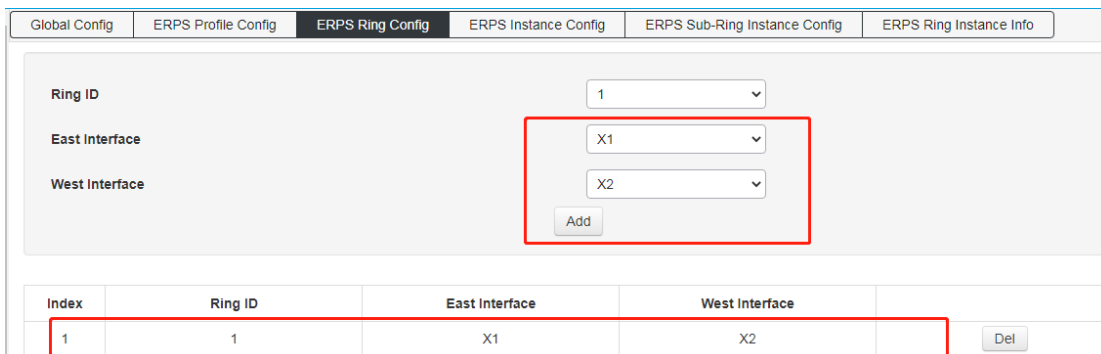 Global Config ERPS Profile Config ERPS Ring Config ERPS Instance Config ERPS Sub-Ring Instance Config ERPS Ring Instance Info
Ring ID 1
East Interface X1
West Interface X2
Add
Index Ring ID East Interface West Interface
1 1 X1 X2 Del